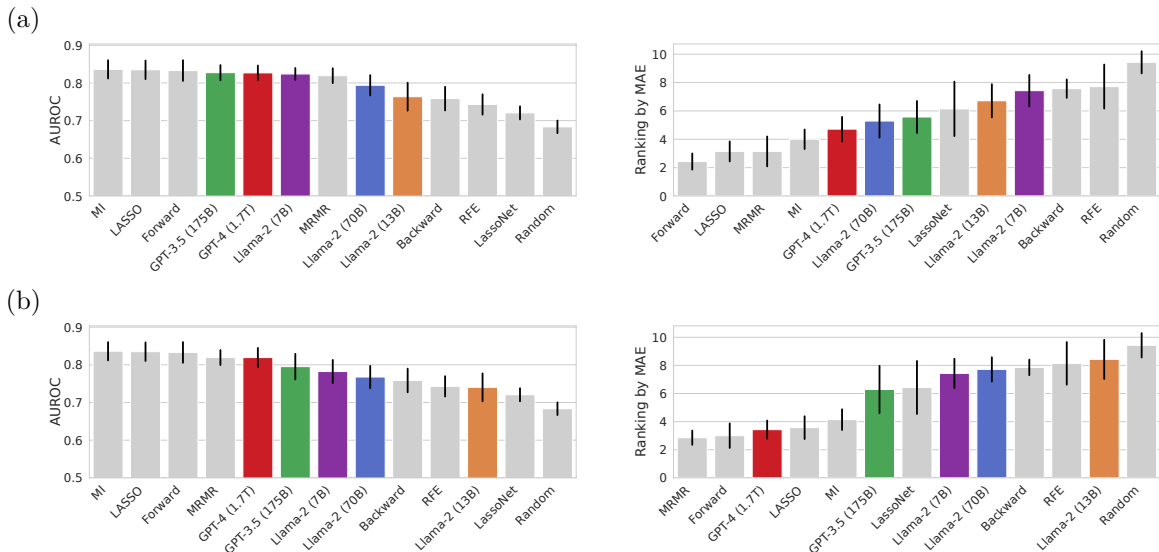 (a)
0.9
0.8
0.7
0.6
0.5
AUROC
MI
LASSO
Forward
GPT-3.5 (175B)
GPT-4 (1.7T)
Llama-2 (7B)
MRMR
Llama-2 (70B)
Llama-2 (13B)
Backward
RFE
LassoNet
Random
10
8
6
4
2
0
Ranking by MAE
Forward
LASSO
MRMR
MI
GPT-4 (1.7T)
Llama-2 (70B)
GPT-3.5 (175B)
LassoNet
Llama-2 (13B)
Llama-2 (7B)
Backward
RFE
Random
(b)
0.9
0.8
0.7
0.6
0.5
AUROC
MI
LASSO
Forward
MRMR
GPT-4 (1.7T)
GPT-3.5 (175B)
Llama-2 (7B)
Llama-2 (70B)
Backward
RFE
Llama-2 (13B)
LassoNet
Random
10
8
6
4
2
0
Ranking by MAE
MRMR
Forward
GPT-4 (1.7T)
LASSO
MI
GPT-3.5 (175B)
LassoNet
Llama-2 (7B)
Llama-2 (70B)
Backward
RFE
Llama-2 (13B)
Random